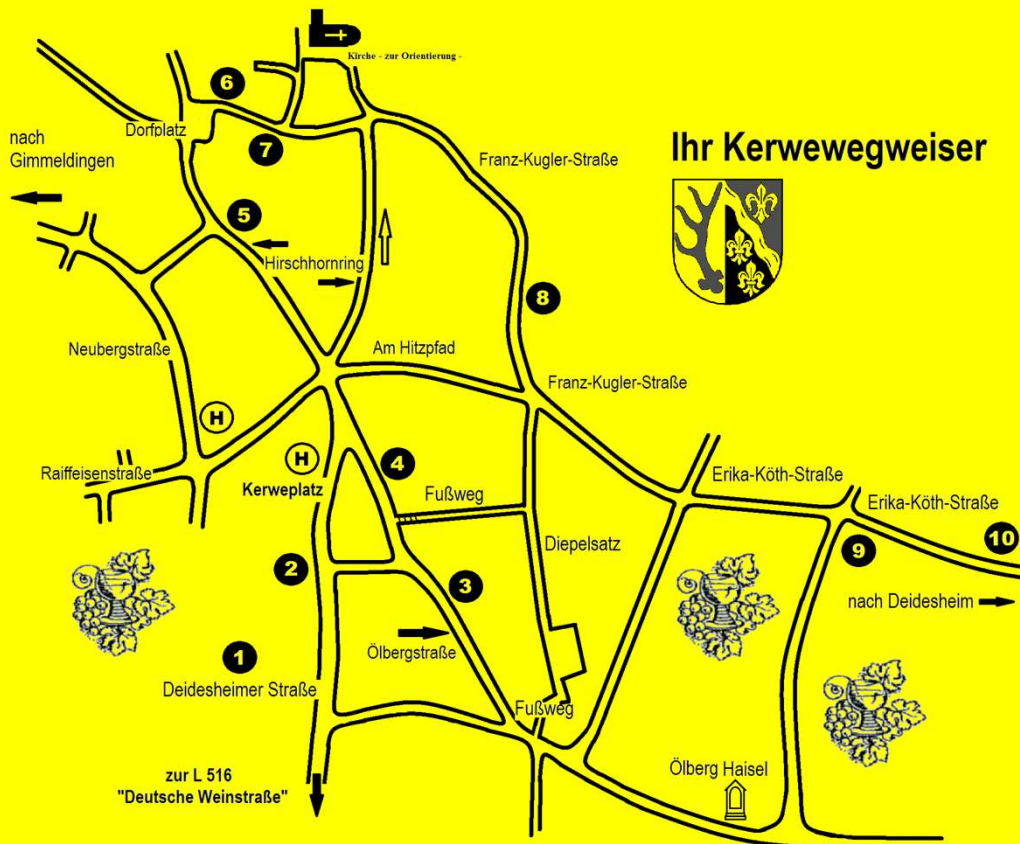 Kirche - zur Orientierung -
6
nach
Gimmeldingen
Dorfplatz
7
Franz-Kugler-Straße
Ihr Kerwewegweiser
5
Hirschhornring
8
Neubergstraße
Am Hitzpfad
Franz-Kugler-Straße
H
H
4
Raiffeisenstraße
Kerweplatz
Fußweg
Erika-Köth-Straße
Erika-Köth-Straße
10
Diepelsatz
9
2
3
nach Deidesheim
1
Ölbergstraße
Deidesheimer Straße
Fußweg
zur L 516
"Deutsche Weinstraße"
Ölberg Haisel